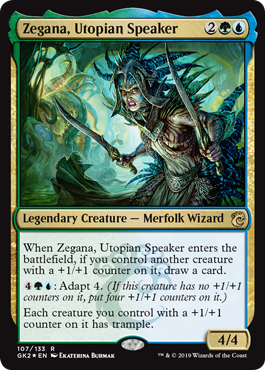 Zegana, Utopian Speaker 2
Legendary Creature — Merfolk Wizard
When Zegana, Utopian Speaker enters the
battlefield, if you control another creature
with a +1/+1 counter on it, draw a card.
4: Adapt 4. (If this creature has no +1/+1
counters on it, put four +1/+1 counters on it.)
Each creature you control with a +1/+1
counter on it has trample.
4/4
107/133 R
GK2 ★ EN Ekaterina Burmak
™ & © 2019 Wizards of the Coast